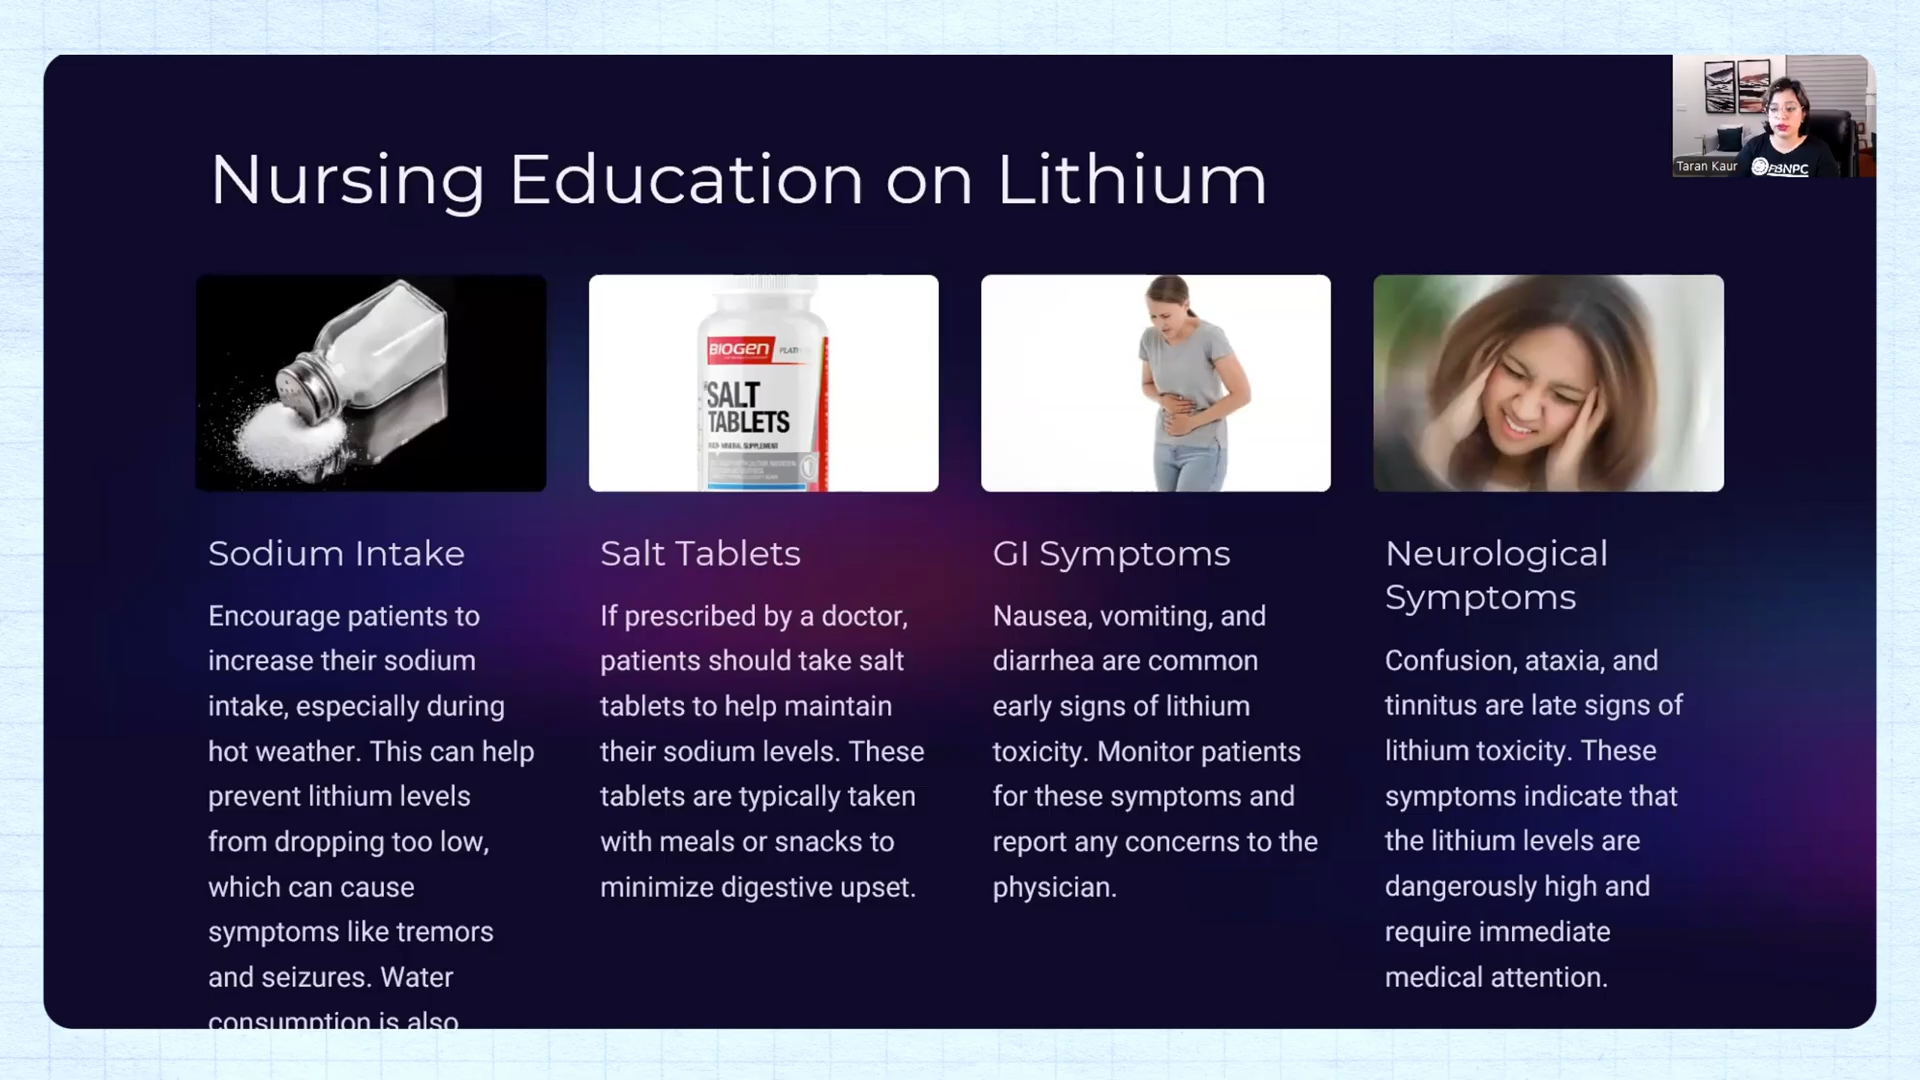 Taran Kaur
FBNPC
Nursing Education on Lithium
BIOGEN
SALT
TABLETS
Sodium Intake
Encourage patients to
increase their sodium
intake, especially during
hot weather. This can help
prevent lithium levels
from dropping too low,
which can cause
symptoms like tremors
and seizures. Water
consumption is also
Salt Tablets
If prescribed by a doctor,
patients should take salt
tablets to help maintain
their sodium levels. These
tablets are typically taken
with meals or snacks to
minimize digestive upset.
GI Symptoms
Nausea, vomiting, and
diarrhea are common
early signs of lithium
toxicity. Monitor patients
for these symptoms and
report any concerns to the
physician.
Neurological
Symptoms
Confusion, ataxia, and
tinnitus are late signs of
lithium toxicity. These
symptoms indicate that
the lithium levels are
dangerously high and
require immediate
medical attention.